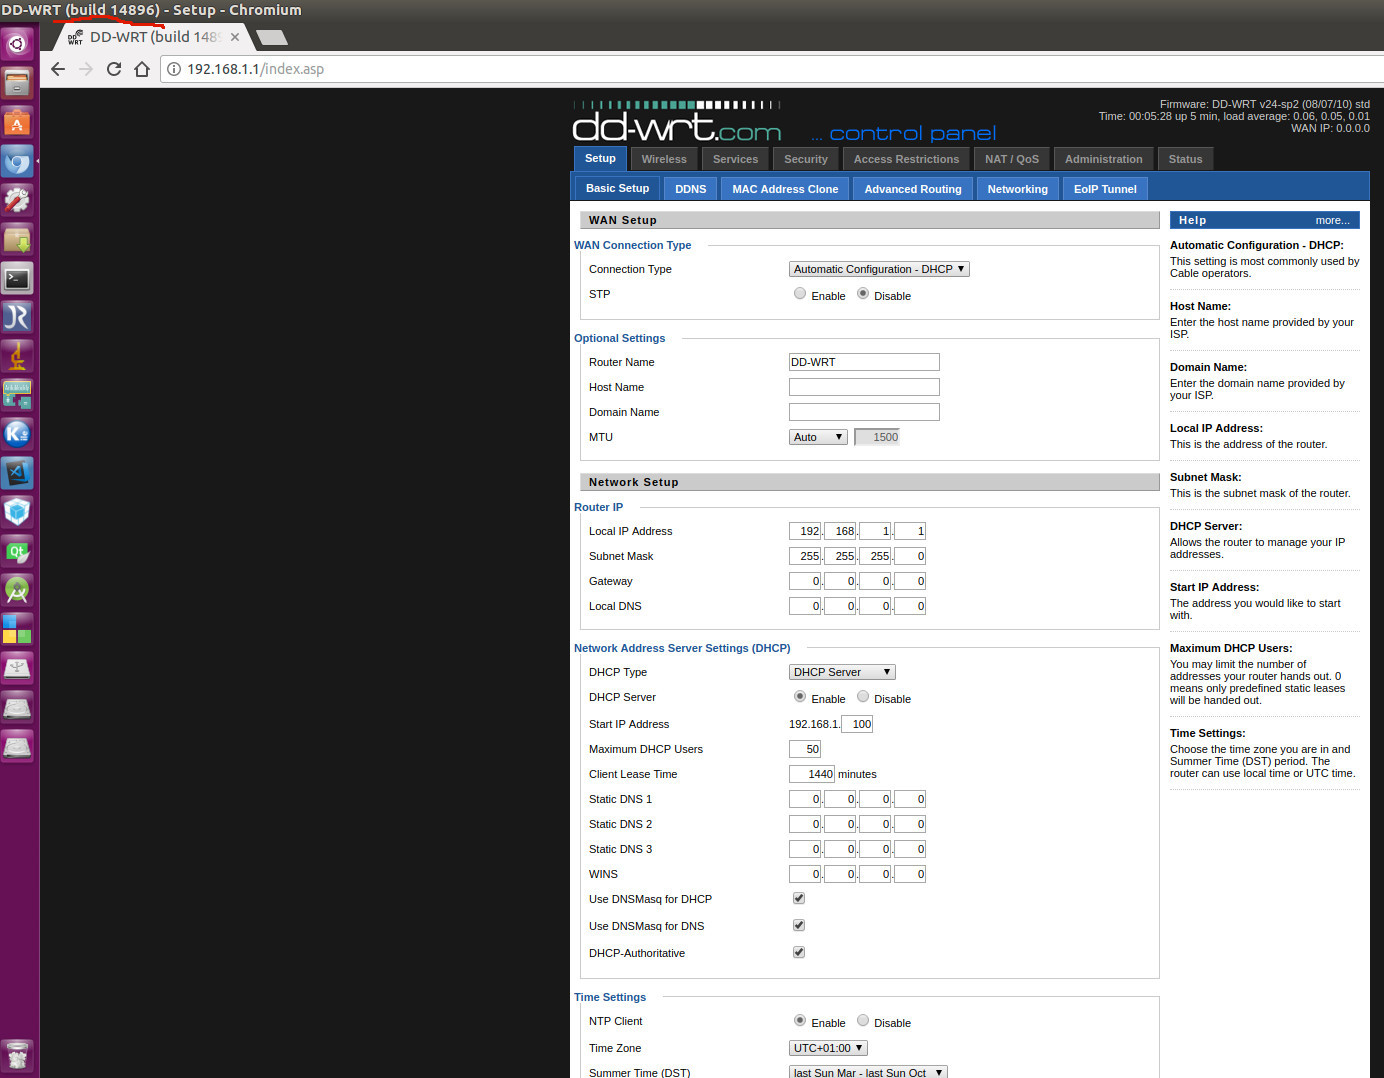 DD-WRT (build 14896) - Setup - Chromium
DD-WRT (build 148
192.168.1.1/index.asp
Firmware: DD-WRT v24-sp2 (08/07/10) std
Time: 00:05:28 up 5 min, load average: 0.06, 0.05, 0.01
WAN IP: 0.0.0.0
dd-wrt.com ... control panel
Setup Wireless Services Security Access Restrictions NAT / QoS Administration Status
Basic Setup DDNS MAC Address Clone Advanced Routing Networking EoIP Tunnel
WAN Setup
WAN Connection Type
Connection Type Automatic Configuration - DHCP
STP Enable Disable
Optional Settings
Router Name DD-WRT
Host Name
Domain Name
MTU Auto 1500
Network Setup
Router IP
Local IP Address 192. 168. 1. 1
Subnet Mask 255. 255. 255. 0
Gateway 0. 0. 0. 0
Local DNS 0. 0. 0. 0
Network Address Server Settings (DHCP)
DHCP Type DHCP Server
DHCP Server Enable Disable
Start IP Address 192.168.1. 100
Maximum DHCP Users 50
Client Lease Time 1440 minutes
Static DNS 1 0. 0. 0. 0
Static DNS 2 0. 0. 0. 0
Static DNS 3 0. 0. 0. 0
WINS 0. 0. 0. 0
Use DNSMasq for DHCP
Use DNSMasq for DNS
DHCP-Authoritative
Time Settings
NTP Client Enable Disable
Time Zone UTC+01:00
Summer Time (DST) last Sun Mar - last Sun Oct
Help more...
Automatic Configuration - DHCP:
This setting is most commonly used by
Cable operators.
Host Name:
Enter the host name provided by your
ISP.
Domain Name:
Enter the domain name provided by
your ISP.
Local IP Address:
This is the address of the router.
Subnet Mask:
This is the subnet mask of the router.
DHCP Server:
Allows the router to manage your IP
addresses.
Start IP Address:
The address you would like to start
with.
Maximum DHCP Users:
You may limit the number of
addresses your router hands out. 0
means only predefined static leases
will be handed out.
Time Settings:
Choose the time zone you are in and
Summer Time (DST) period. The
router can use local time or UTC time.